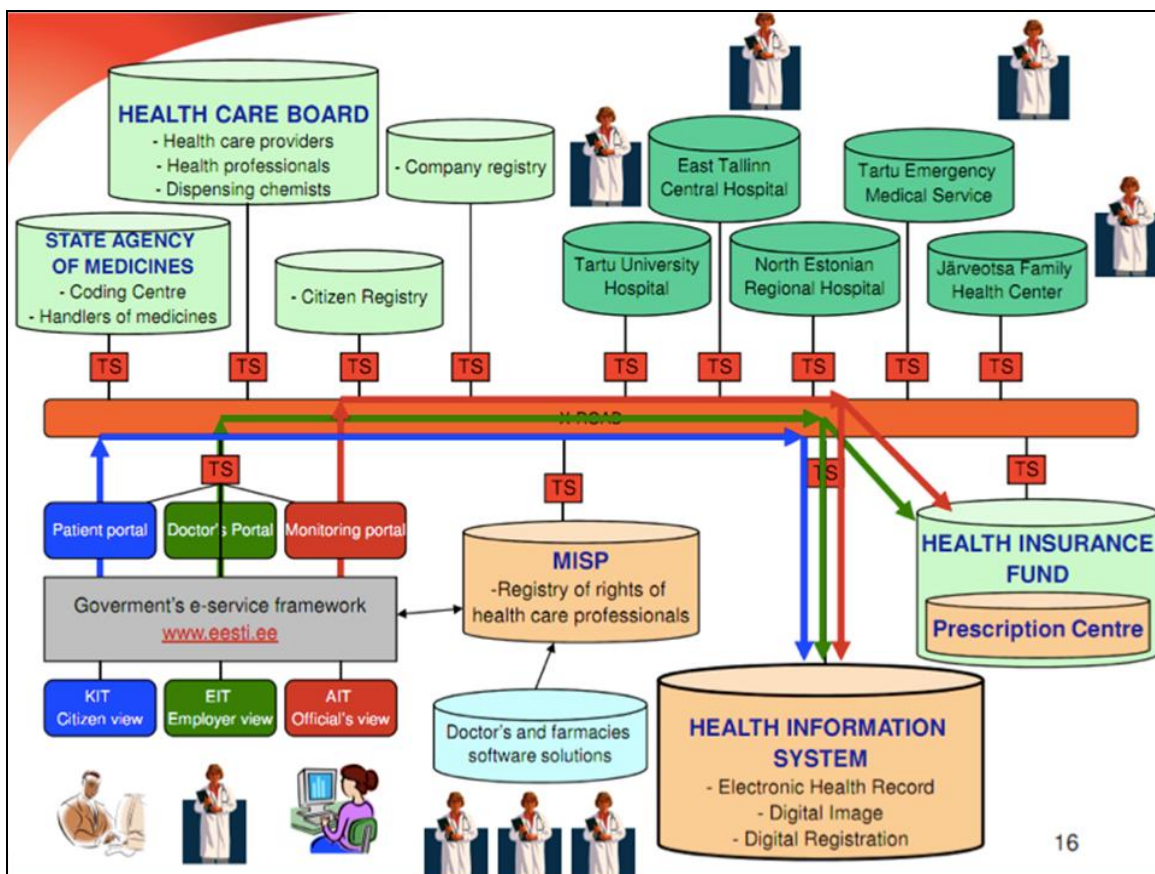 HEALTH CARE BOARD
- Health care providers
- Health professionals
- Dispensing chemists
- Company registry
East Tallinn
Central Hospital
Tartu Emergency
Medical Service
STATE AGENCY
OF MEDICINES
- Coding Centre
- Handlers of medicines
- Citizen Registry
Tartu University
Hospital
North Estonian
Regional Hospital
Järveotsa Family
Health Center
TS
TS
TS
TS
TS
TS
TS
TS
TS
X-ROAD
TS
TS
TS
TS
Patient portal
Doctor's Portal
Monitoring portal
MISP
-Registry of rights of
health care professionals
HEALTH INSURANCE
FUND
Prescription Centre
Goverment's e-service framework
www.eesti.ee
KIT
Citizen view
EIT
Employer view
AIT
Official's view
Doctor's and farmacies
software solutions
HEALTH INFORMATION
SYSTEM
- Electronic Health Record
- Digital Image
- Digital Registration
16